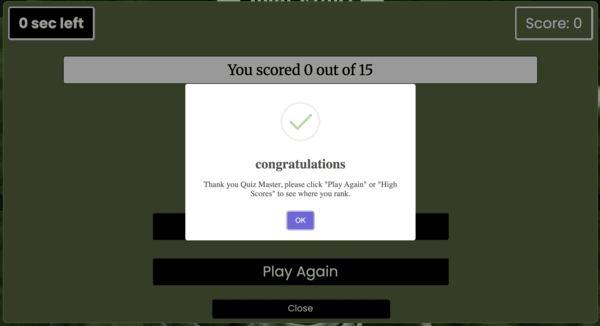 0 sec left
Score: 0
You scored 0 out of 15
congratulations
Thank you Quiz Master, please click "Play Again" or "High
Scores" to see where you rank.
OK
Play Again
Close